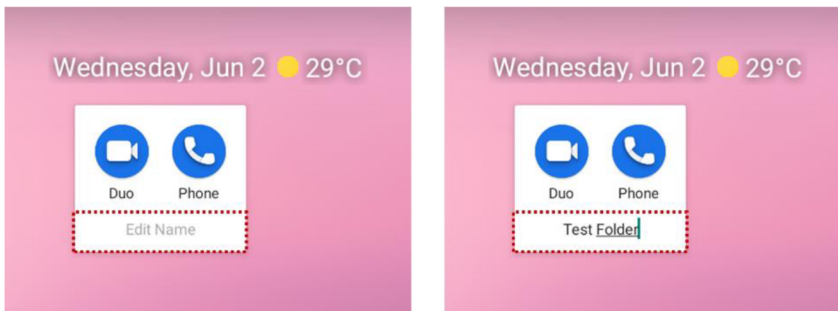 Wednesday, Jun 2 29°C
Duo Phone
Edit Name
Wednesday, Jun 2 29°C
Duo Phone
Test Folder